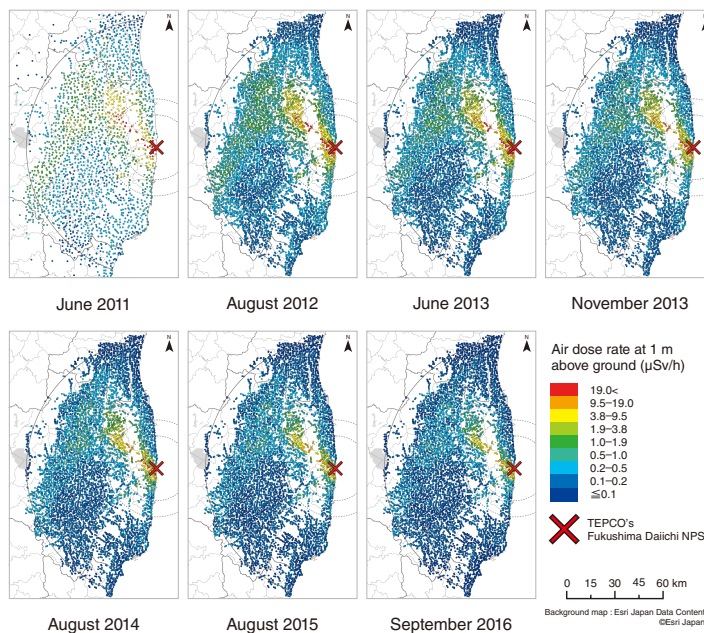 N
N
N
N
June 2011
August 2012
June 2013
November 2013
N
N
N
Air dose rate at 1 m
above ground (μSv/h)
19.0<
9.5–19.0
3.8–9.5
1.9–3.8
1.0–1.9
0.5–1.0
0.2–0.5
0.1–0.2
≦0.1
TEPCO's
Fukushima Daiichi NPS
0 15 30 45 60 km
Background map : Esri Japan Data Content
©Esri Japan
August 2014
August 2015
September 2016